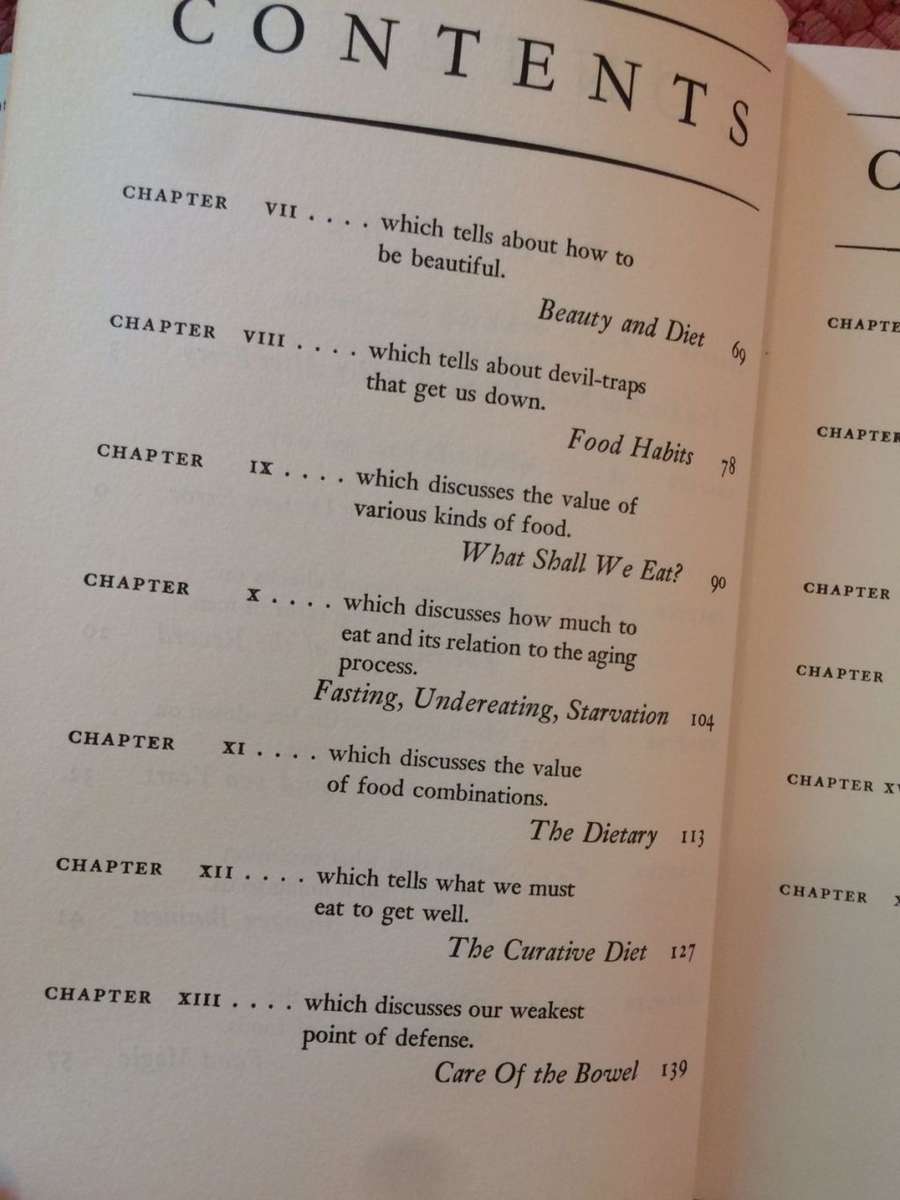 CONTENTS
CHAPTER VII . . . . which tells about how to
be beautiful.
Beauty and Diet 69
CHAPTER VIII . . . . which tells about devil-traps
that get us down.
Food Habits 78
CHAPTER IX . . . . which discusses the value of
various kinds of food.
What Shall We Eat? 90
CHAPTER X . . . . which discusses how much to
eat and its relation to the aging
process.
Fasting, Undereating, Starvation 104
CHAPTER XI . . . . which discusses the value
of food combinations.
The Dietary 113
CHAPTER XII . . . . which tells what we must
eat to get well.
The Curative Diet 127
CHAPTER XIII . . . . which discusses our weakest
point of defense.
Care Of the Bowel 139
C
CHAPTE
CHAPTER
CHAPTER
CHAPTER
CHAPTER XV
CHAPTER X